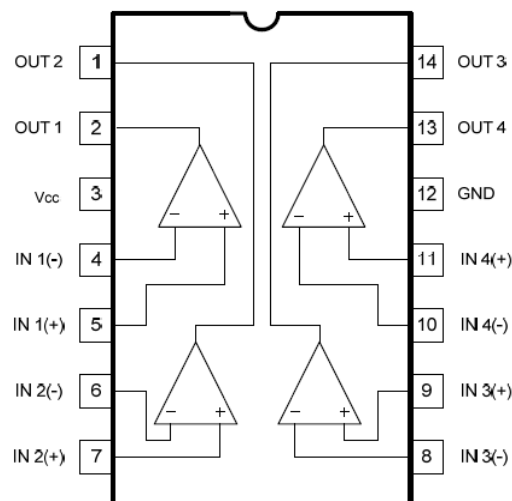 OUT 2 1 14 OUT 3
OUT 1 2 13 OUT 4
Vcc 3 12 GND
- + - +
IN 1(-) 4 11 IN 4(+)
IN 1(+) 5 10 IN 4(-)
IN 2(-) 6 9 IN 3(+)
- + - +
IN 2(+) 7 8 IN 3(-)